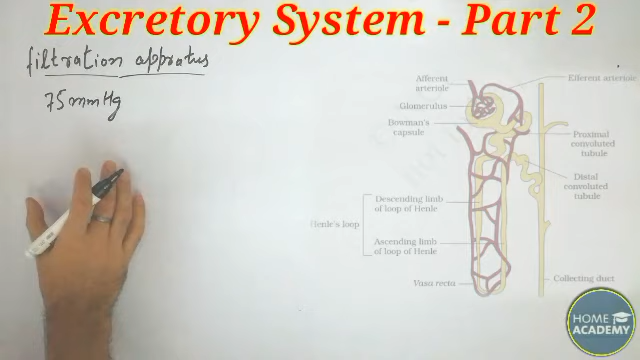 Excretory System - Part 2
filtration appratus
75mmHg
Afferent
arteriole
Efferent arteriole
Glomerulus
Bowman's
capsule
Proximal
convoluted
tubule
Distal
convoluted
tubule
Descending limb
of loop of Henle
Henle's loop
Ascending limb
of loop of Henle
Vasa recta
Collecting duct
HOME
ACADEMY